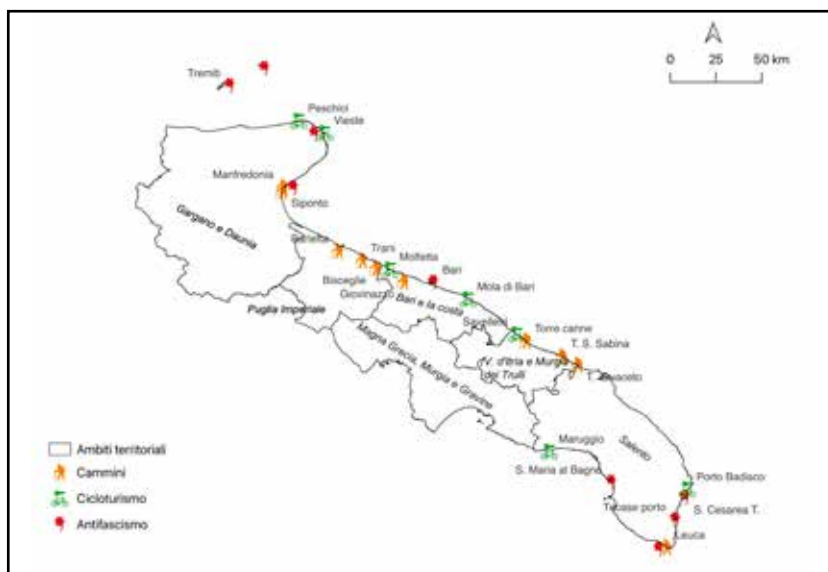 0 25 50 km
Tremiti
Peschici
Vieste
Manfredonia
Siponto
Gargano e Daunia
Barletta
Trani
Molfetta
Bisceglie
Giovinazzo
Bari
Bari e la costa
Mola di Bari
Puglia Imperiale
Savelletri
Torre canne
T. S. Sabina
Magna Grecia, Murgia e Gravine
V. d'Itria e Murgia
dei Trulli
Salento
Maruggio
S. Maria al Bagno
Porto Badisco
S. Cesarea T.
Tricase porto
Leuca
Ambiti territoriali
Cammini
Cicloturismo
Antifascismo